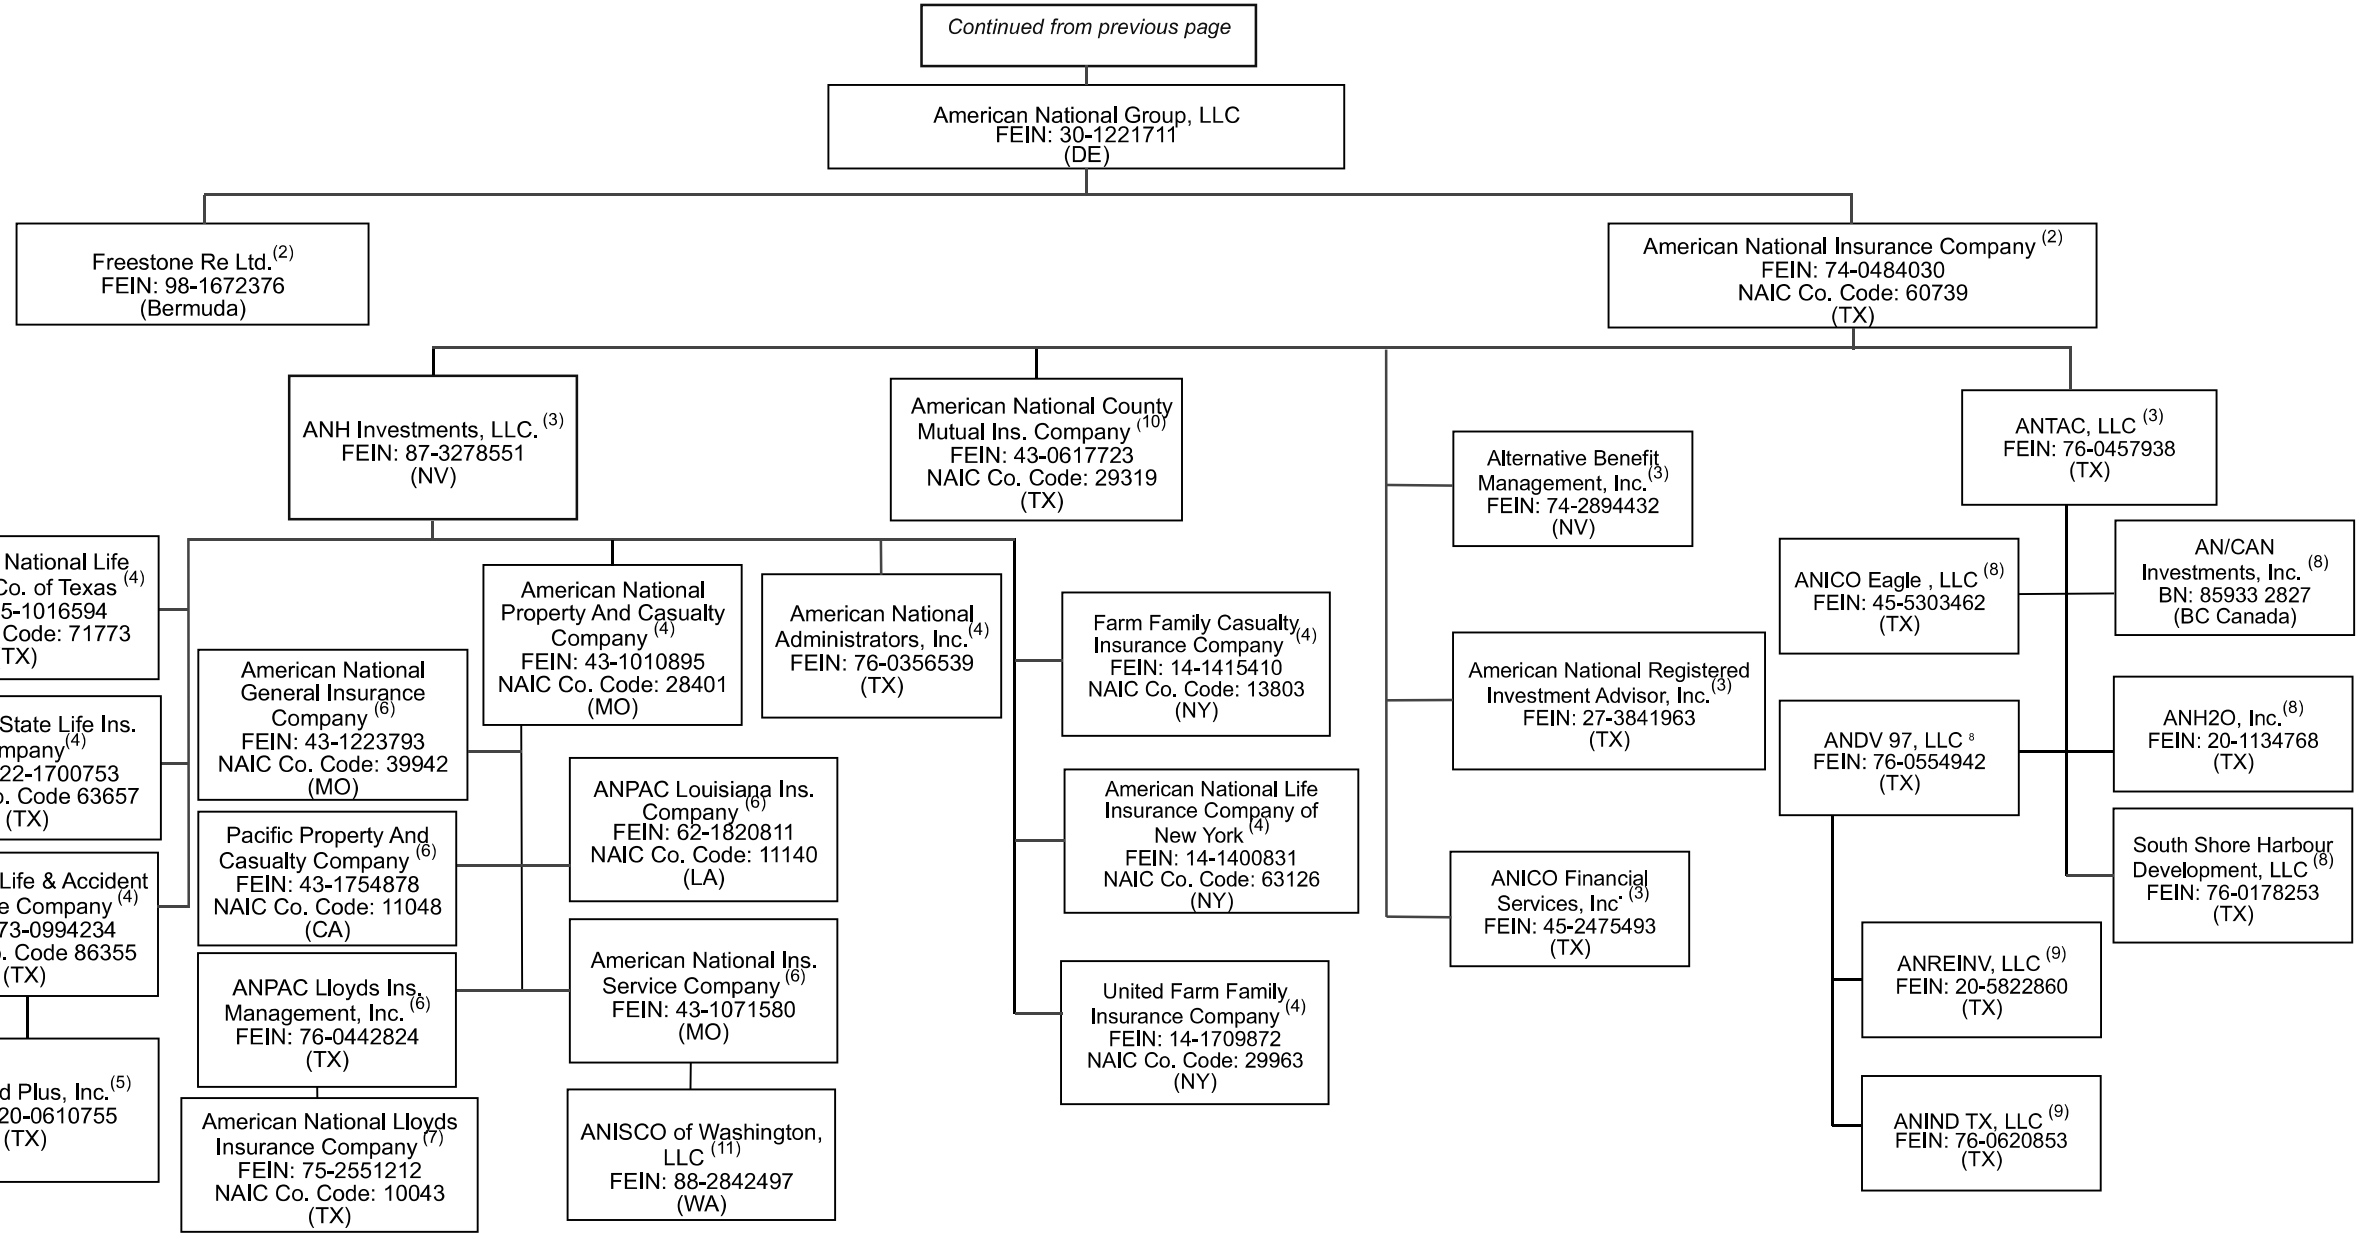 Continued from previous page
American National Group, LLC
FEIN: 30-1221711
(DE)
Freestone Re Ltd.(2)
FEIN: 98-1672376
(Bermuda)
American National Insurance Company (2)
FEIN: 74-0484030
NAIC Co. Code: 60739
(TX)
ANH Investments, LLC. (3)
FEIN: 87-3278551
(NV)
American National County
Mutual Ins. Company (10)
FEIN: 43-0617723
NAIC Co. Code: 29319
(TX)
Alternative Benefit
Management, Inc.(3)
FEIN: 74-2894432
(NV)
ANTAC, LLC (3)
FEIN: 76-0457938
(TX)
National Life
Co. of Texas (4)
5-1016594
Code: 71773
TX)
State Life Ins.
mpany(4)
22-1700753
o. Code 63657
(TX)
Life & Accident
e Company (4)
73-0994234
o. Code 86355
(TX)
d Plus, Inc.(5)
20-0610755
(TX)
American National
General Insurance
Company (6)
FEIN: 43-1223793
NAIC Co. Code: 39942
(MO)
Pacific Property And
Casualty Company (6)
FEIN: 43-1754878
NAIC Co. Code: 11048
(CA)
ANPAC Lloyds Ins.
Management, Inc. (6)
FEIN: 76-0442824
(TX)
American National Lloyds
Insurance Company (7)
FEIN: 75-2551212
NAIC Co. Code: 10043
(TX)
American National
Property And Casualty
Company (4)
FEIN: 43-1010895
NAIC Co. Code: 28401
(MO)
ANPAC Louisiana Ins.
Company (6)
FEIN: 62-1820811
NAIC Co. Code: 11140
(LA)
American National Ins.
Service Company (6)
FEIN: 43-1071580
(MO)
ANISCO of Washington,
LLC (11)
FEIN: 88-2842497
(WA)
American National
Administrators, Inc.(4)
FEIN: 76-0356539
(TX)
Farm Family Casualty
Insurance Company (4)
FEIN: 14-1415410
NAIC Co. Code: 13803
(NY)
American National Life
Insurance Company of
New York (4)
FEIN: 14-1400831
NAIC Co. Code: 63126
(NY)
United Farm Family
Insurance Company (4)
FEIN: 14-1709872
NAIC Co. Code: 29963
(NY)
American National Registered
Investment Advisor, Inc.(3)
FEIN: 27-3841963
(TX)
ANICO Financial
Services, Inc. (3)
FEIN: 45-2475493
(TX)
ANICO Eagle , LLC (8)
FEIN: 45-5303462
(TX)
AN/CAN
Investments, Inc. (8)
BN: 85933 2827
(BC Canada)
ANDV 97, LLC 8
FEIN: 76-0554942
(TX)
ANH2O, Inc.(8)
FEIN: 20-1134768
(TX)
South Shore Harbour
Development, LLC (8)
FEIN: 76-0178253
(TX)
ANREINV, LLC (9)
FEIN: 20-5822860
(TX)
ANIND TX, LLC (9)
FEIN: 76-0620853
(TX)